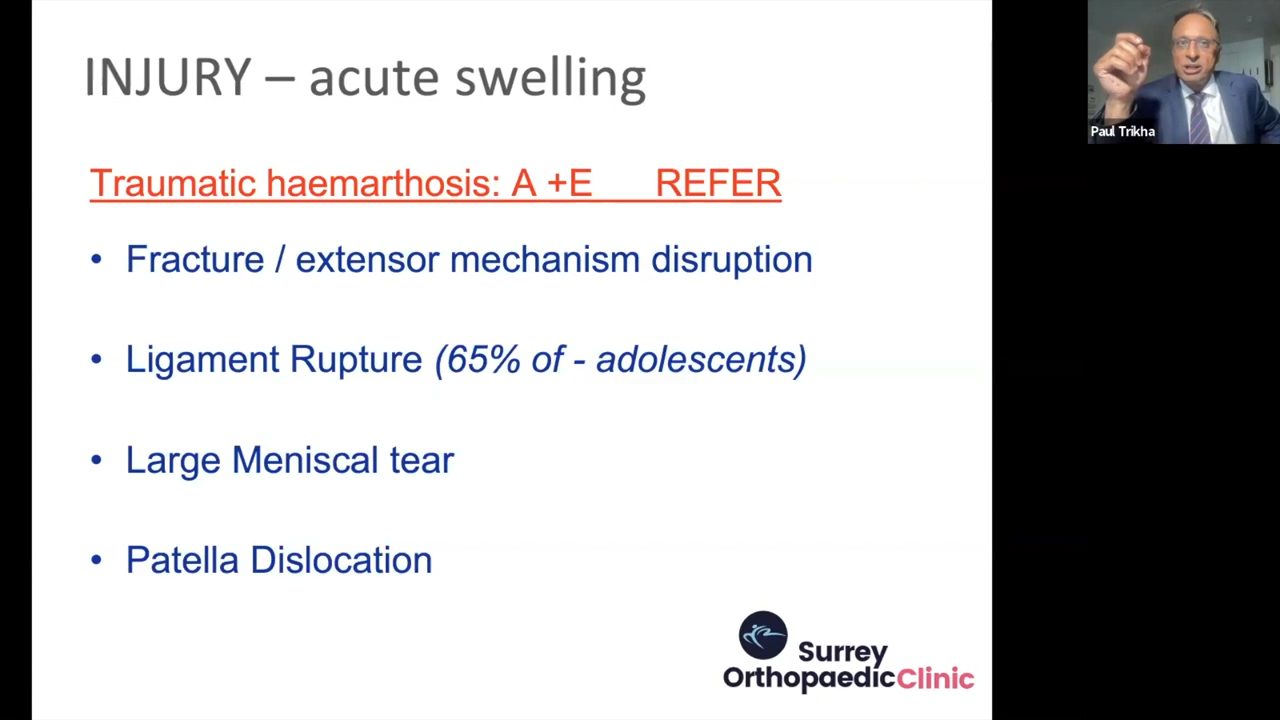 INJURY – acute swelling
Traumatic haemarthosis: A +E REFER
• Fracture / extensor mechanism disruption
• Ligament Rupture (65% of - adolescents)
• Large Meniscal tear
• Patella Dislocation
Surrey
OrthopaedicClinic
Paul Trikha